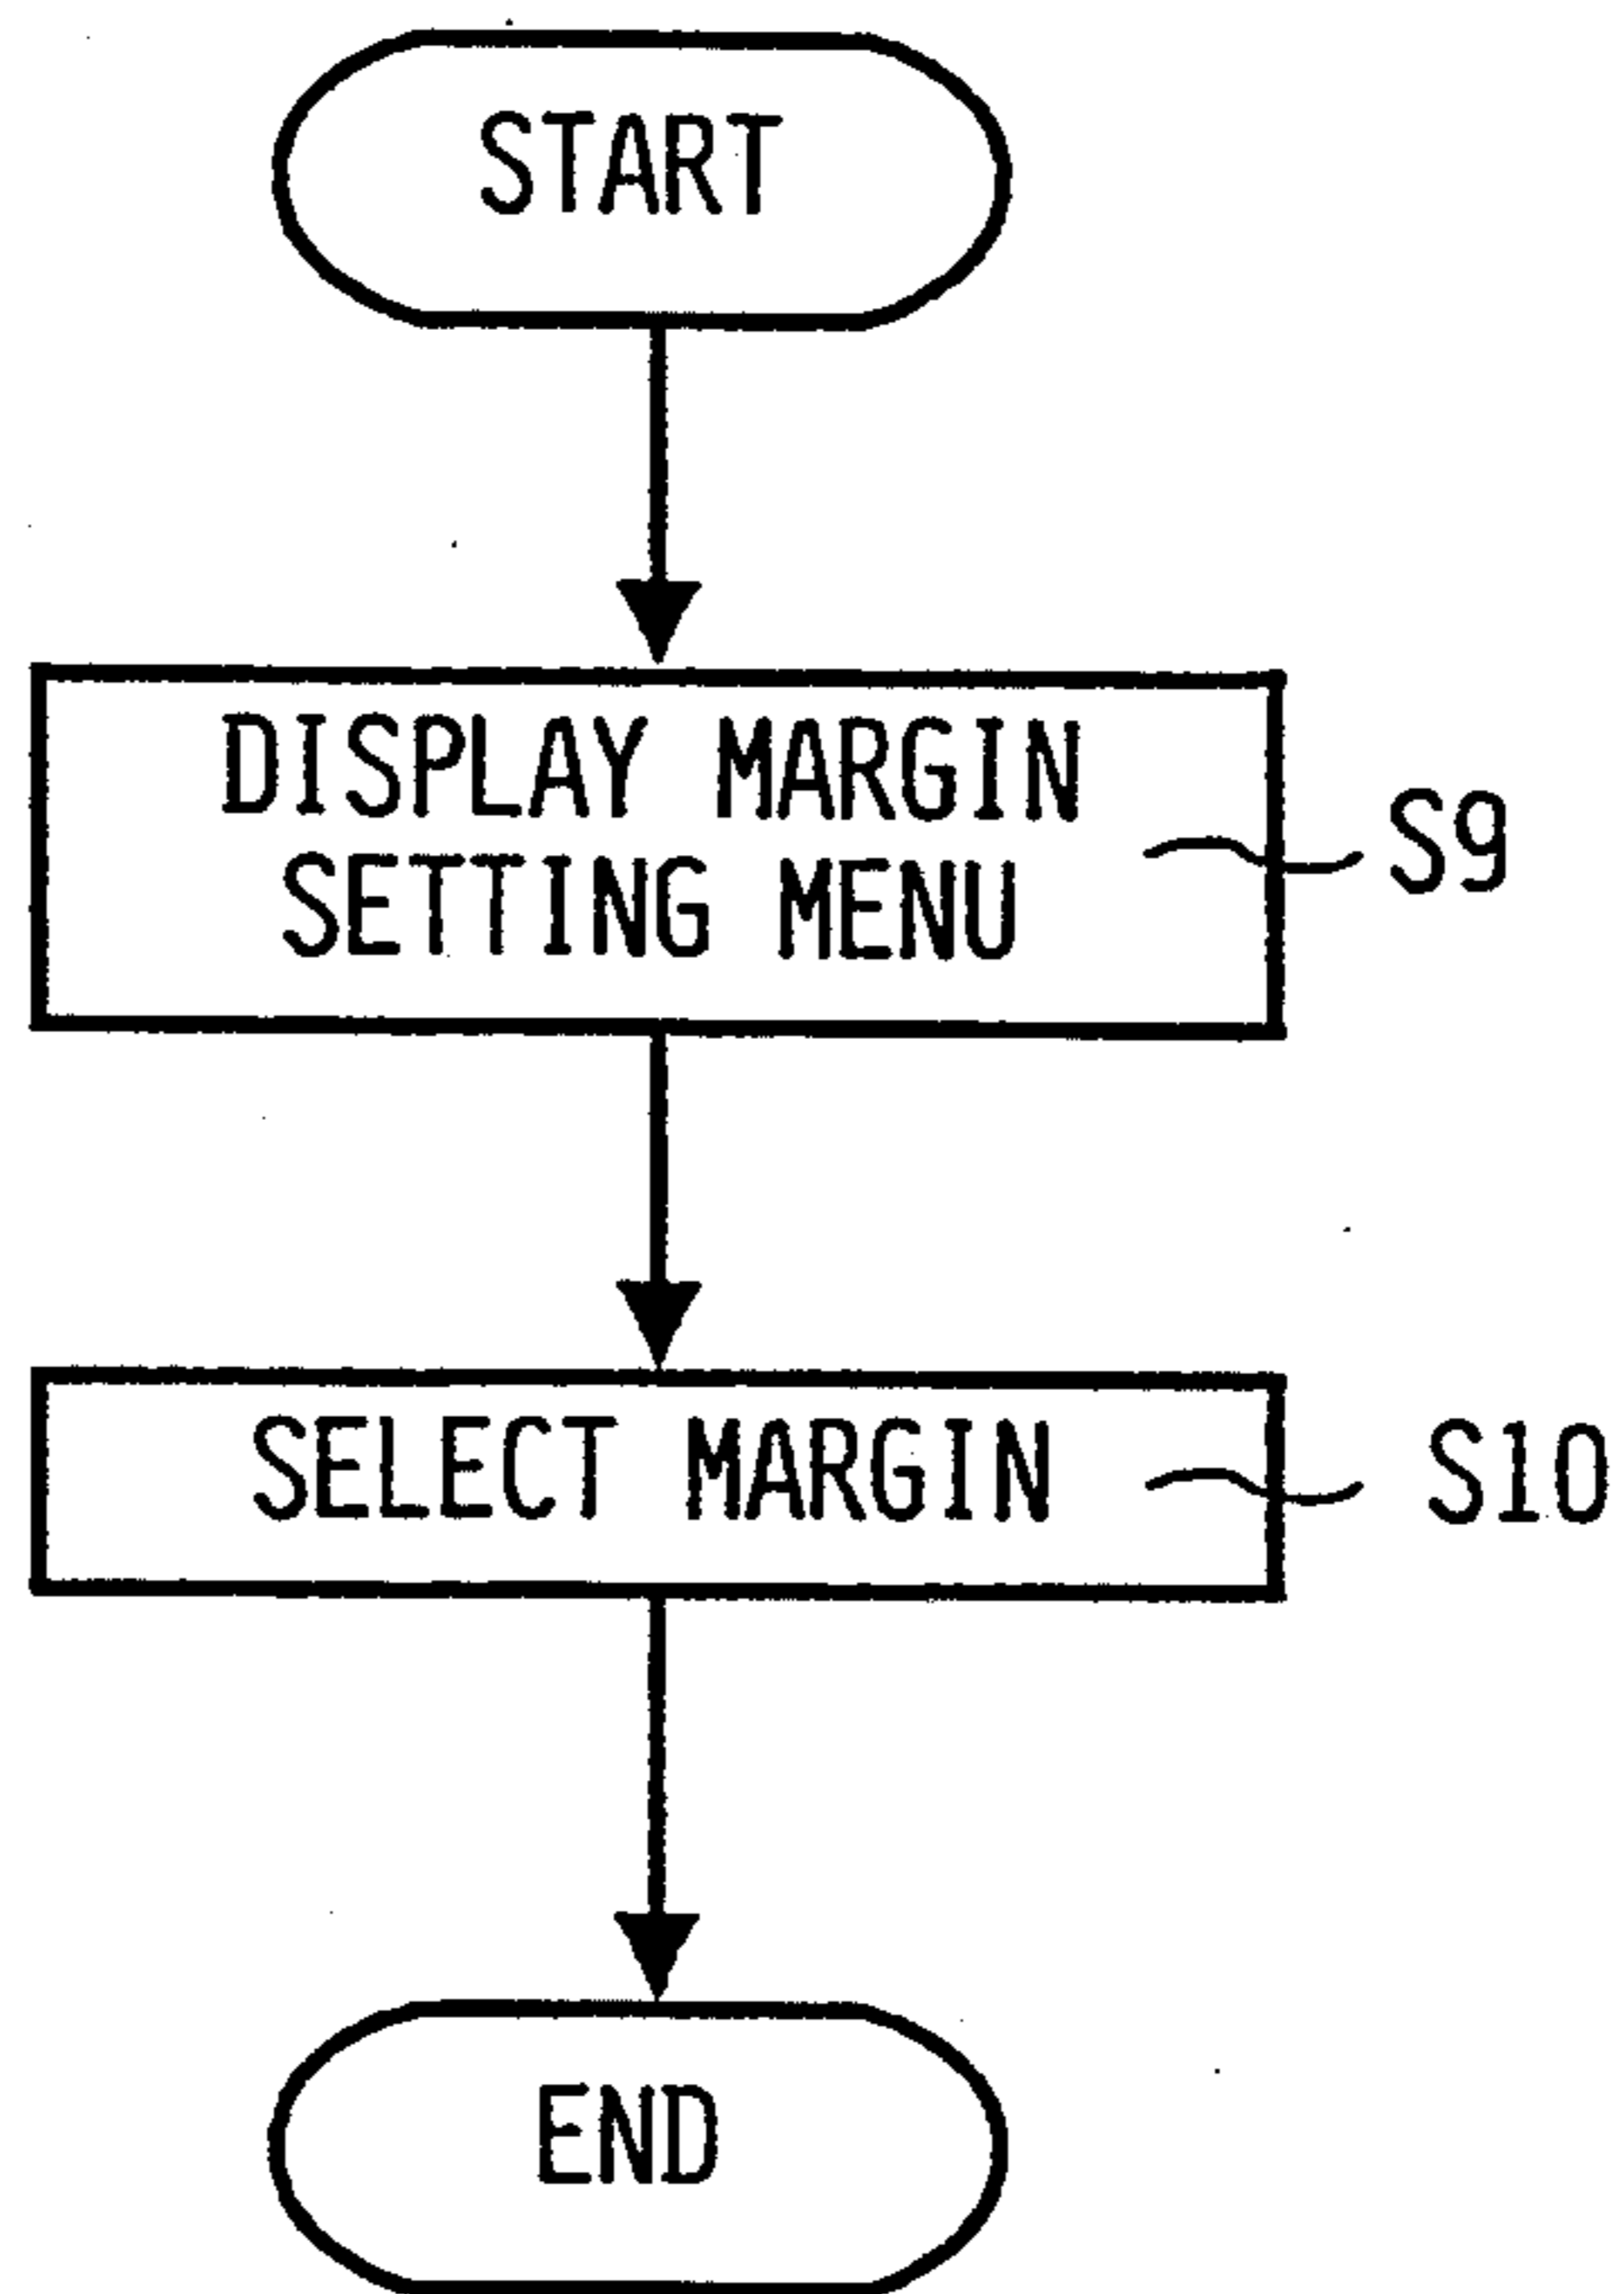 START
DISPLAY MARGIN
SETTING MENU
S9
SELECT MARGIN
S10
END